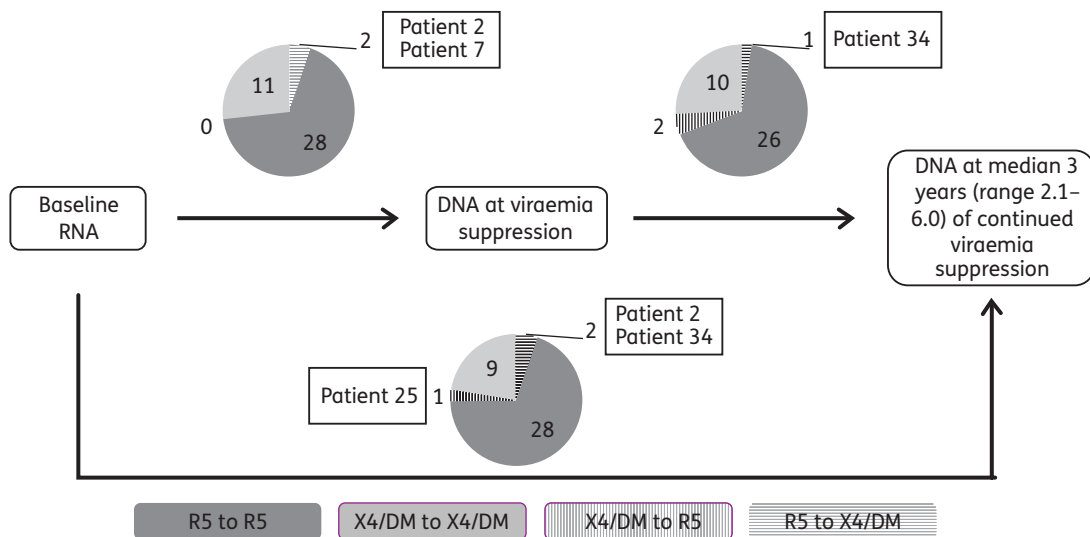 2
Patient 2
Patient 7
11
0
28
1
Patient 34
10
2
26
Baseline
RNA
DNA at viraemia
suppression
DNA at median 3
years (range 2.1–
6.0) of continued
viraemia
suppression
2
Patient 2
Patient 34
9
Patient 25
1
28
R5 to R5
X4/DM to X4/DM
X4/DM to R5
R5 to X4/DM